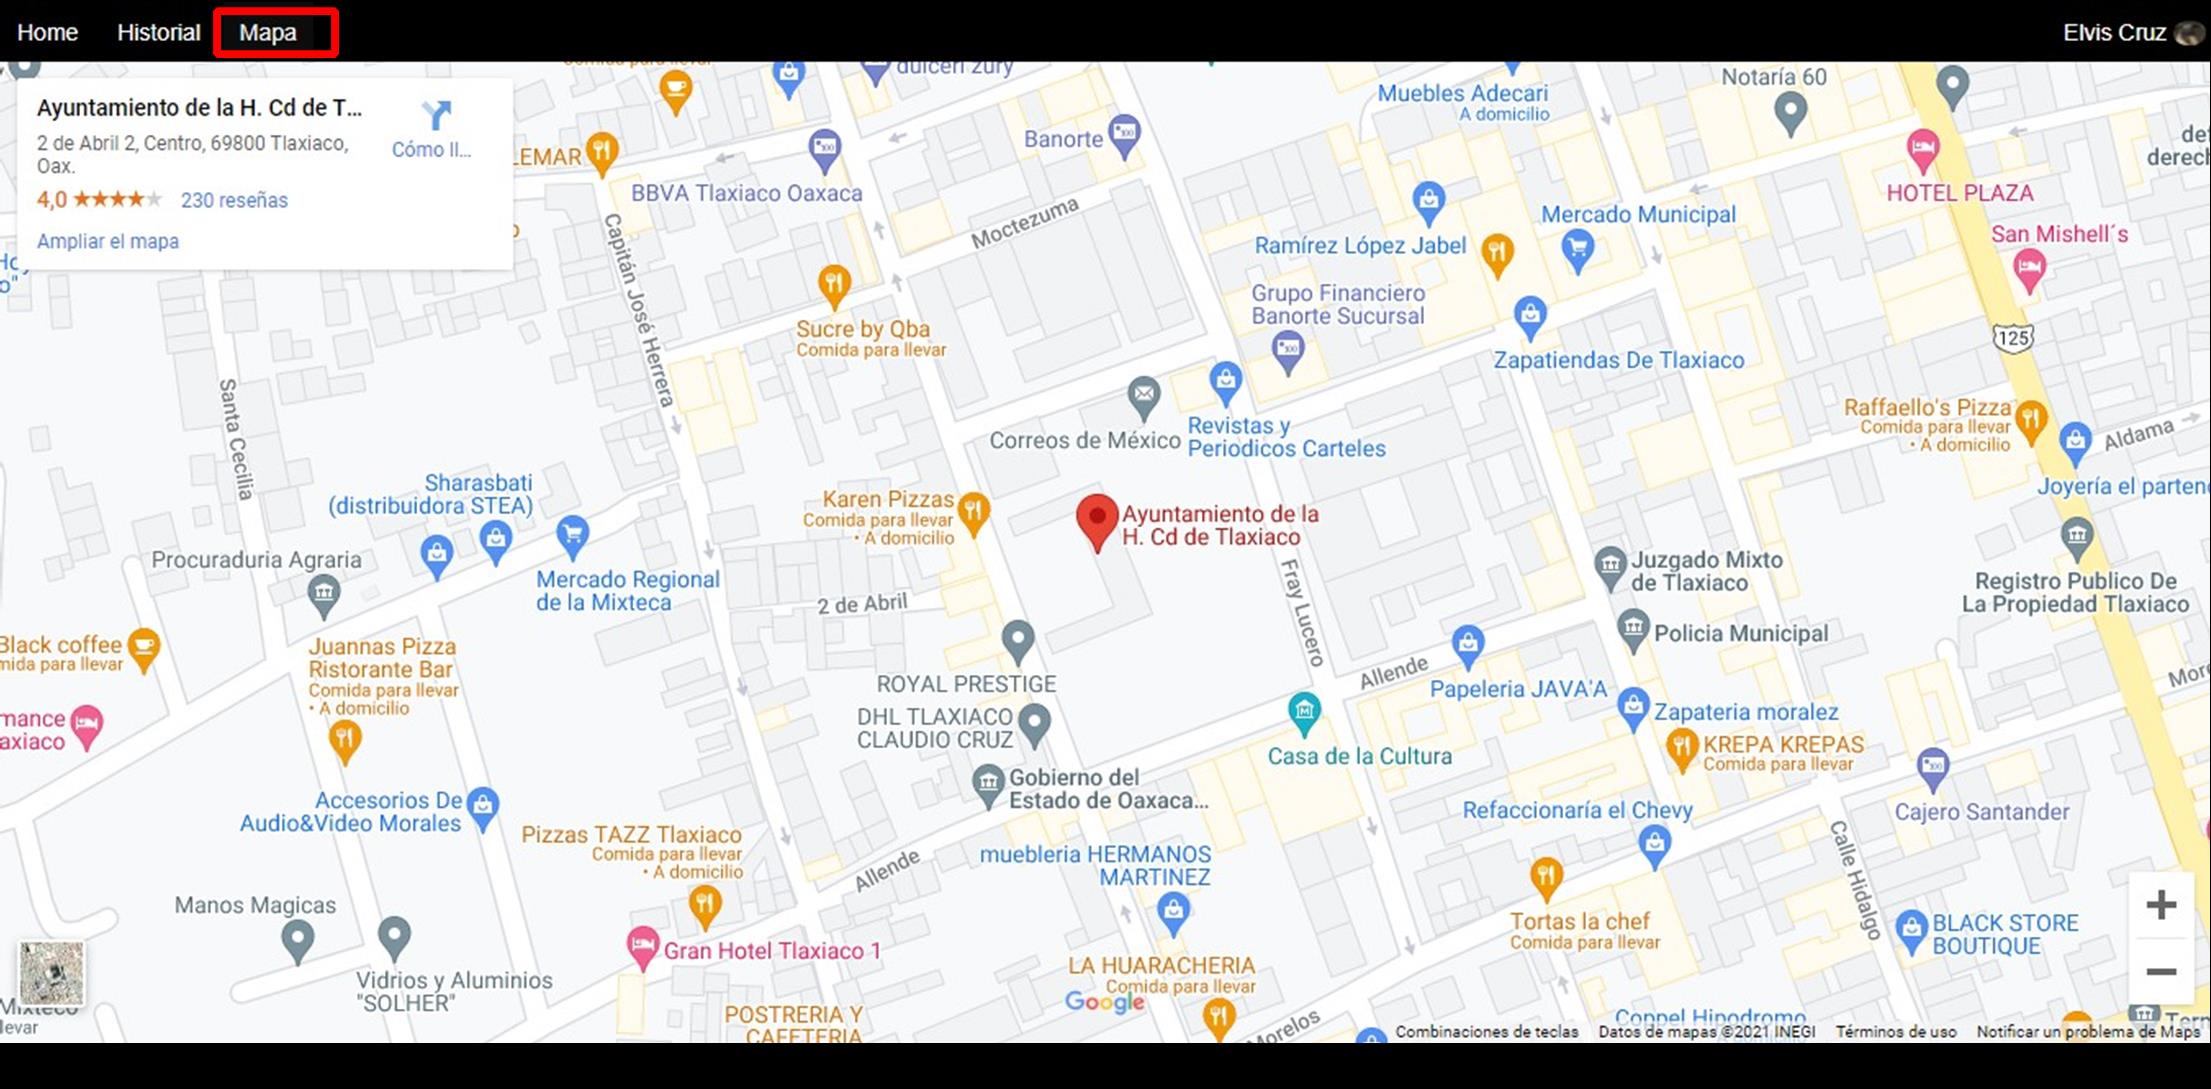 Home Historial Mapa
Elvis Cruz
Ayuntamiento de la H. Cd de T...
2 de Abril 2, Centro, 69800 Tlaxiaco,
Oax.
Cómo ll...
4,0
230 reseñas
Ampliar el mapa
Notaría 60
Muebles Adecari
A domicilio
Banorte
LEMAR
BBVA Tlaxiaco Oaxaca
HOTEL PLAZA
Moctezuma
Capitán José Herrera
Mercado Municipal
Ramírez López Jabel
San Mishell´s
Grupo Financiero
Banorte Sucursal
Sucre by Qba
Comida para llevar
125
Zapatiendas De Tlaxiaco
Santa Cecilia
Correos de México
Revistas y
Periodicos Carteles
Raffaello's Pizza
Comida para llevar
• A domicilio
Aldama
Joyería el parten
Sharasbati
(distribuidora STEA)
Karen Pizzas
Comida para llevar
• A domicilio
Ayuntamiento de la
H. Cd de Tlaxiaco
Procuraduria Agraria
Mercado Regional
de la Mixteca
2 de Abril
Fray Lucero
Juzgado Mixto
de Tlaxiaco
Registro Publico De
La Propiedad Tlaxiaco
Policia Municipal
Black coffee
mida para llevar
Juannas Pizza
Ristorante Bar
Comida para llevar
• A domicilio
ROYAL PRESTIGE
Allende
Papeleria JAVA'A
More
mance
axiaco
DHL TLAXIACO
CLAUDIO CRUZ
Zapateria moralez
KREPA KREPAS
Comida para llevar
Casa de la Cultura
Gobierno del
Estado de Oaxaca...
Accesorios De
Audio&Video Morales
Refaccionaría el Chevy
Cajero Santander
Pizzas TAZZ Tlaxiaco
Comida para llevar
• A domicilio
Allende
muebleria HERMANOS
MARTINEZ
Calle Hidalgo
Manos Magicas
Tortas la chef
Comida para llevar
BLACK STORE
BOUTIQUE
Gran Hotel Tlaxiaco 1
Vidrios y Aluminios
"SOLHER"
LA HUARACHERIA
Comida para llevar
Google
POSTRERIA Y
CAFETERIA
Morelos
Coppel Hipodromo
levar
Combinaciones de teclas Datos de mapas ©2021 INEGI Términos de uso Notificar un problema de Maps